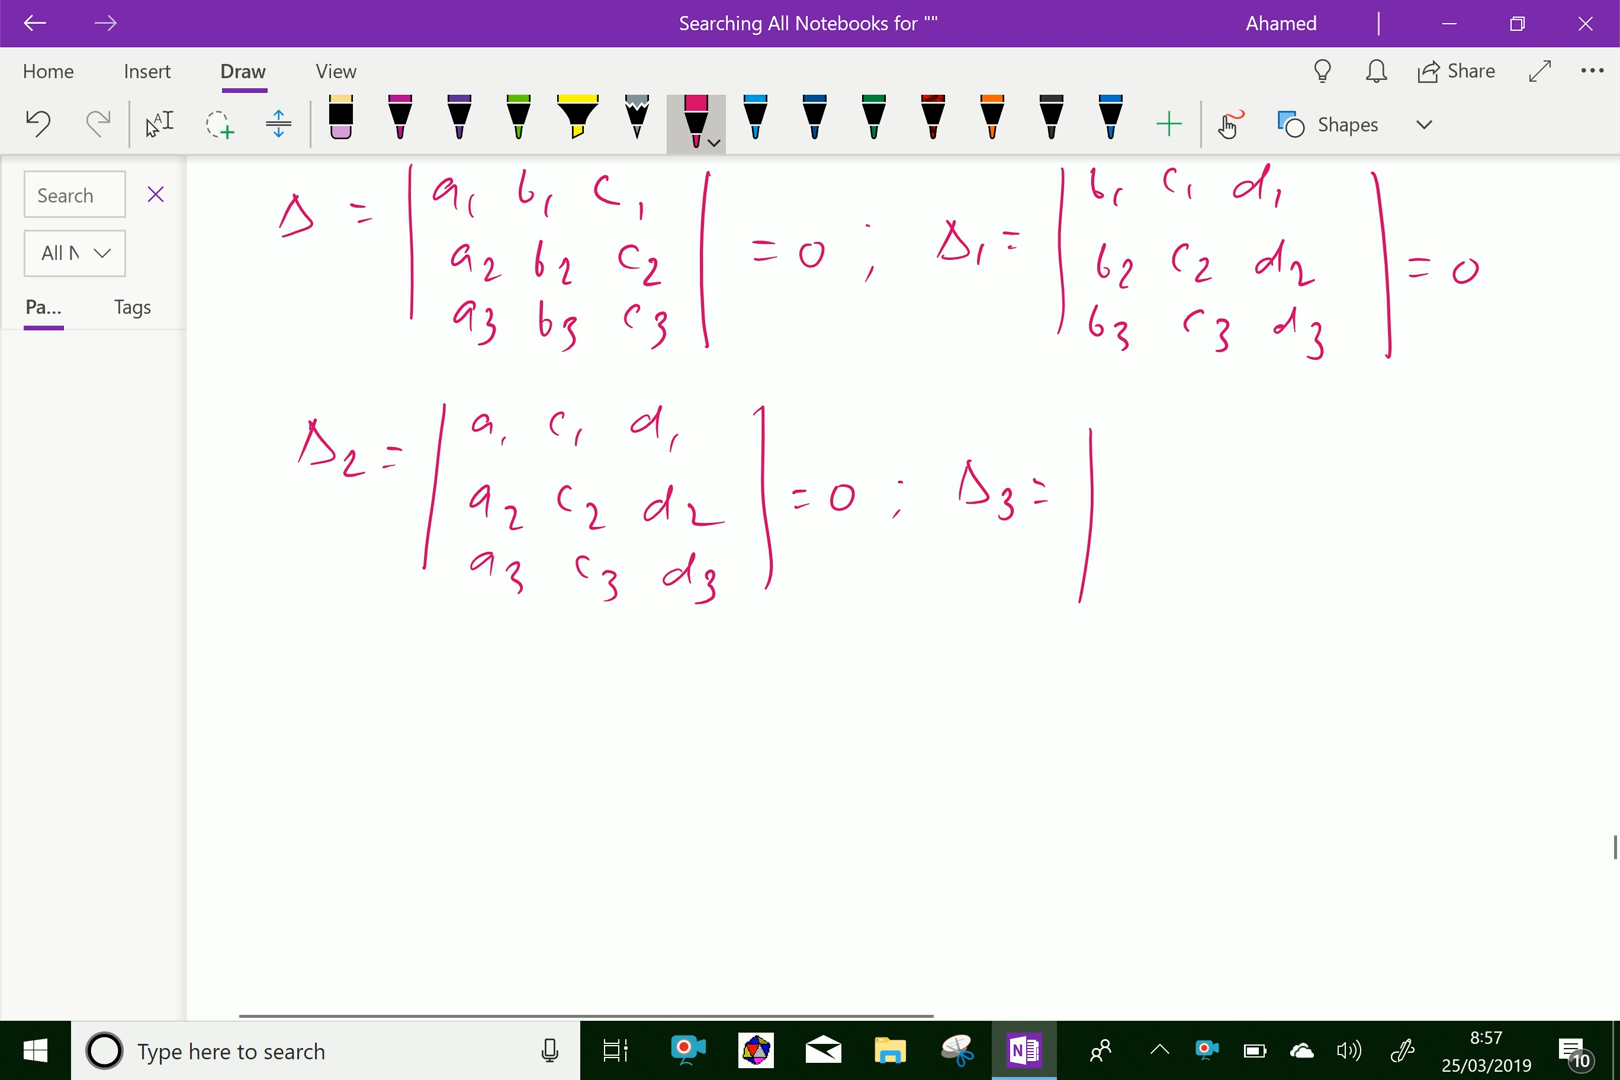 Searching All Notebooks for ""
Ahamed
Home Insert Draw View
Share
Shapes
Search
All N
Pa... Tags
Δ = | a₁ b₁ c₁ | = 0 ; Δ₁ = | b₁ c₁ d₁ | = 0
a₂ b₂ c₂ b₂ c₂ d₂
a₃ b₃ c₃ b₃ c₃ d₃
Δ₂ = | a₁ c₁ d₁ | = 0 ; Δ₃ = |
a₂ c₂ d₂
a₃ c₃ d₃
Type here to search
N
8:57
25/03/2019
10